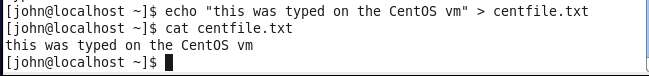 [john@localhost ~]$ echo "this was typed on the CentOS vm" > centfile.txt
[john@localhost ~]$ cat centfile.txt
this was typed on the CentOS vm
[john@localhost ~]$